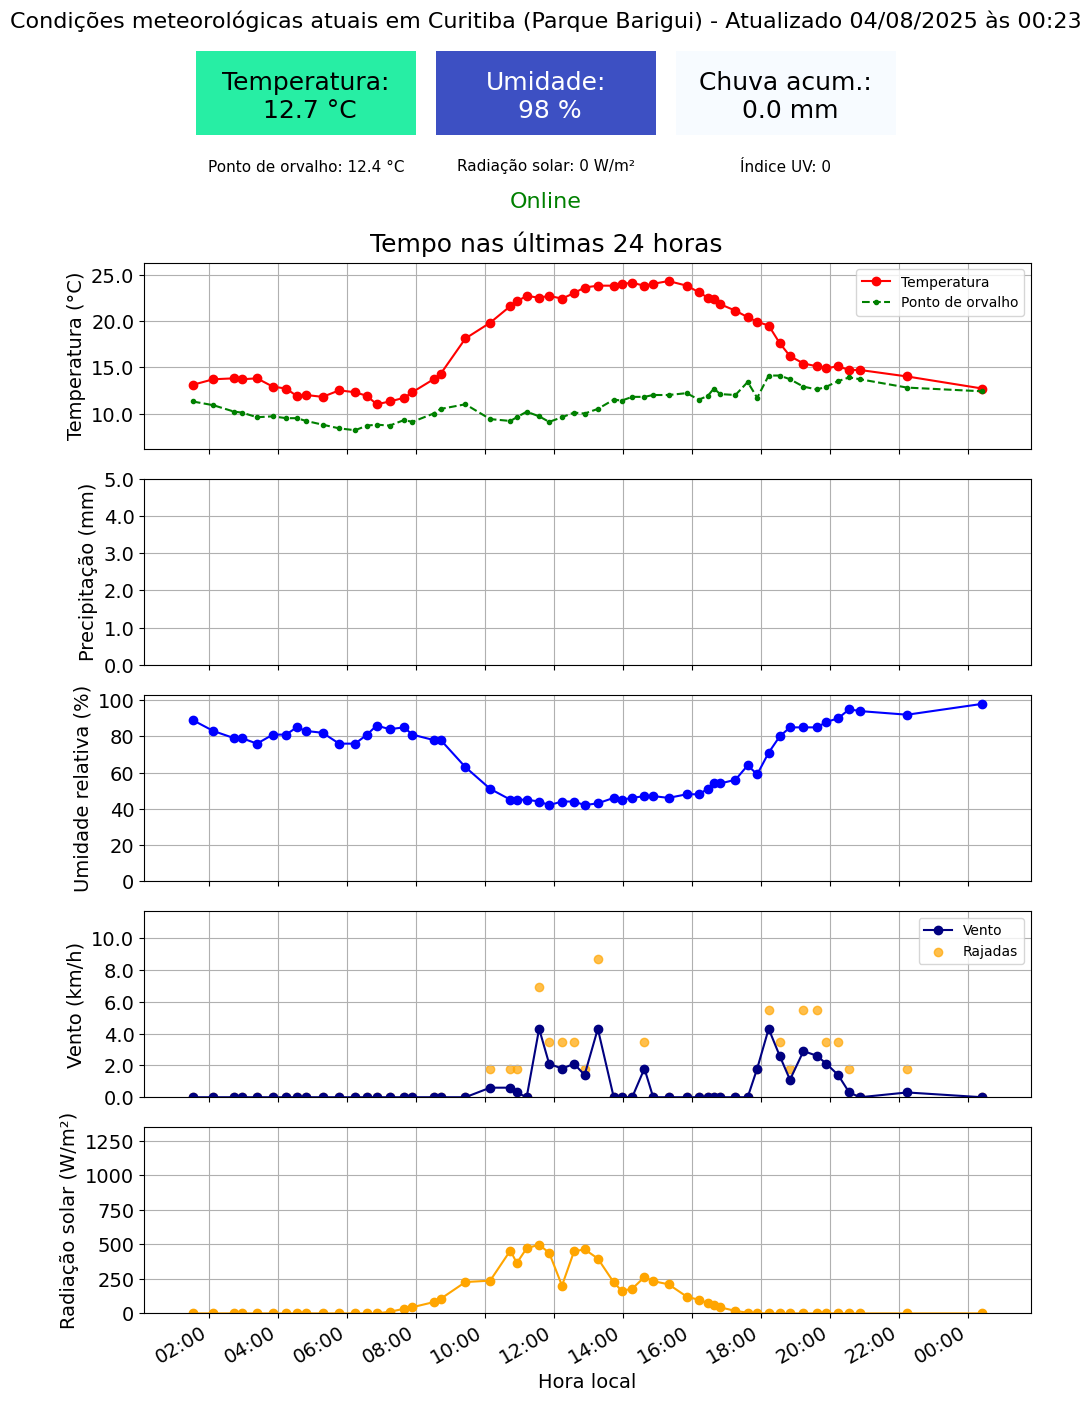 Condições meteorológicas atuais em Curitiba (Parque Barigui) - Atualizado 04/08/2025 às 00:23
Temperatura:
12.7 °C
Umidade:
98 %
Chuva acum.:
0.0 mm
Ponto de orvalho: 12.4 °C
Radiação solar: 0 W/m²
Índice UV: 0
Online
Tempo nas últimas 24 horas
Temperatura (°C)
25.0
20.0
15.0
10.0
Temperatura
Ponto de orvalho
Precipitação (mm)
5.0
4.0
3.0
2.0
1.0
0.0
Umidade relativa (%)
100
80
60
40
20
0
Vento (km/h)
10.0
8.0
6.0
4.0
2.0
0.0
Vento
Rajadas
Radiação solar (W/m²)
1250
1000
750
500
250
0
02:00
04:00
06:00
08:00
10:00
12:00
14:00
16:00
18:00
20:00
22:00
00:00
Hora local